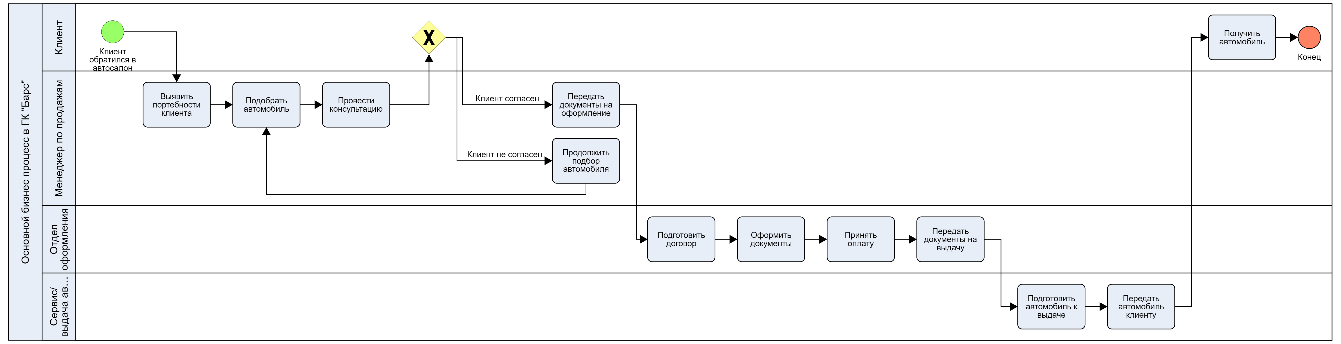 Основной бизнес процесс в ГК "Барс"
Клиент
Клиент
обратился в
автосалон
X
Получить
автомобиль
Конец
Менеджер по продажам
Выявить
портебности
клиента
Подобрать
автомобиль
Провести
консультацию
Клиент согласен
Передать
документы на
оформление
Клиент не согласен
Продолжить
подбор
автомобиля
Отдел
оформления
Подготовить
договор
Оформить
документы
Принять
оплату
Передать
документы на
выдачу
Сервис/
выдача ав...
Подготовить
автомобиль к
выдаче
Передать
автомобиль
клиенту